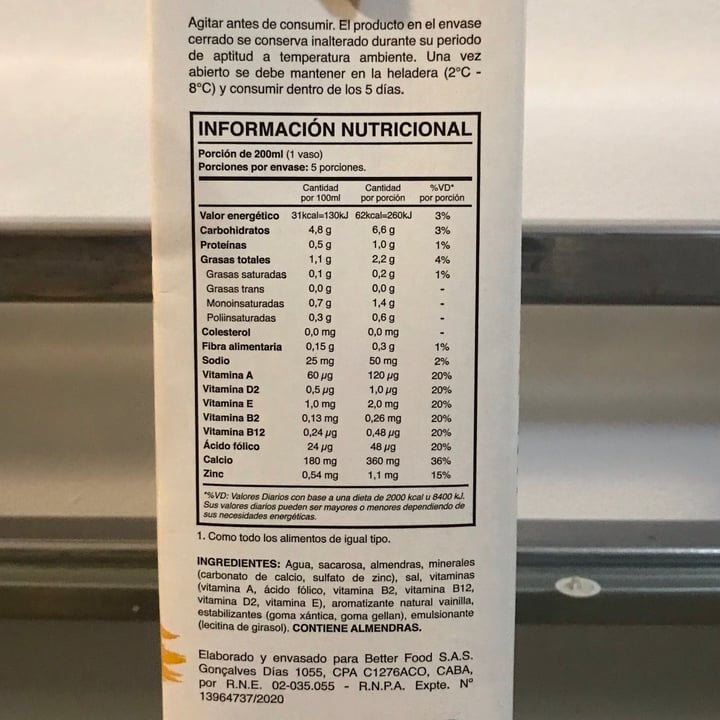 Agitar antes de consumir. El producto en el envase
cerrado se conserva inalterado durante su periodo
de aptitud a temperatura ambiente. Una vez
abierto se debe mantener en la heladera (2ºC -
8ºC) y consumir dentro de los 5 días.
INFORMACIÓN NUTRICIONAL
Porción de 200ml (1 vaso)
Porciones por envase: 5 porciones.
Cantidad Cantidad %VD*
por 100ml por porción por porción
Valor energético 31kcal=130kJ 62kcal=260kJ 3%
Carbohidratos 4,8 g 6,6 g 3%
Proteínas 0,5 g 1,0 g 1%
Grasas totales 1,1 g 2,2 g 4%
Grasas saturadas 0,1 g 0,2 g 1%
Grasas trans 0,0 g 0,0 g -
Monoinsaturadas 0,7 g 1,4 g -
Poliinsaturadas 0,3 g 0,6 g -
Colesterol 0,0 mg 0,0 mg -
Fibra alimentaria 0,15 g 0,3 g 1%
Sodio 25 mg 50 mg 2%
Vitamina A 60 µg 120 µg 20%
Vitamina D2 0,5 µg 1,0 µg 20%
Vitamina E 1,0 mg 2,0 mg 20%
Vitamina B2 0,13 mg 0,26 mg 20%
Vitamina B12 0,24 µg 0,48 µg 20%
Ácido fólico 24 µg 48 µg 20%
Calcio 180 mg 360 mg 36%
Zinc 0,54 mg 1,1 mg 15%
*%VD: Valores Diarios con base a una dieta de 2000 kcal u 8400 kJ.
Sus valores diarios pueden ser mayores o menores dependiendo de
sus necesidades energéticas.
1. Como todo los alimentos de igual tipo.
INGREDIENTES: Agua, sacarosa, almendras, minerales
(carbonato de calcio, sulfato de zinc), sal, vitaminas
(vitamina A, ácido fólico, vitamina B2, vitamina B12,
vitamina D2, vitamina E), aromatizante natural vainilla,
estabilizantes (goma xántica, goma gellan), emulsionante
(lecitina de girasol). CONTIENE ALMENDRAS.
Elaborado y envasado para Better Food S.A.S.
Gonçalves Dias 1055, CPA C1276ACO, CABA,
por R.N.E. 02-035.055 - R.N.P.A. Expte. Nº
13964737/2020